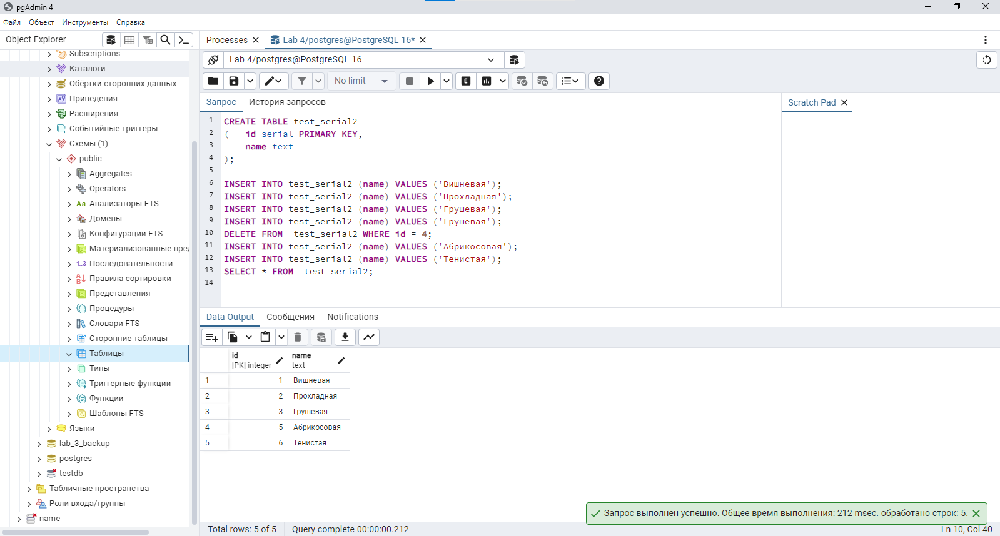 pgAdmin 4
Файл Объект Инструменты Справка
Object Explorer
Subscriptions
Каталоги
Обёртки сторонних данных
Приведения
Расширения
Событийные триггеры
Схемы (1)
public
Aggregates
Operators
Aa Анализаторы FTS
Домены
Конфигурации FTS
Материализованные пред
1..3 Последовательности
Правила сортировки
Представления
Процедуры
Словари FTS
Сторонние таблицы
Таблицы
Типы
Триггерные функции
Функции
Шаблоны FTS
Языки
lab_3_backup
postgres
testdb
Табличные пространства
Роли входа/группы
name
Processes
Lab 4/postgres@PostgreSQL 16*
Lab 4/postgres@PostgreSQL 16
No limit
E
Запрос История запросов
Scratch Pad
1 CREATE TABLE test_serial2
2 ( id serial PRIMARY KEY,
3 name text
4 );
5
6 INSERT INTO test_serial2 (name) VALUES ('Вишневая');
7 INSERT INTO test_serial2 (name) VALUES ('Прохладная');
8 INSERT INTO test_serial2 (name) VALUES ('Грушевая');
9 INSERT INTO test_serial2 (name) VALUES ('Грушевая');
10 DELETE FROM test_serial2 WHERE id = 4;
11 INSERT INTO test_serial2 (name) VALUES ('Абрикосовая');
12 INSERT INTO test_serial2 (name) VALUES ('Тенистая');
13 SELECT * FROM test_serial2;
14
Data Output Сообщения Notifications
id name
[PK] integer text
1 1 Вишневая
2 2 Прохладная
3 3 Грушевая
4 5 Абрикосовая
5 6 Тенистая
Запрос выполнен успешно. Общее время выполнения: 212 msec. обработано строк: 5.
Total rows: 5 of 5 Query complete 00:00:00.212 Ln 10, Col 40